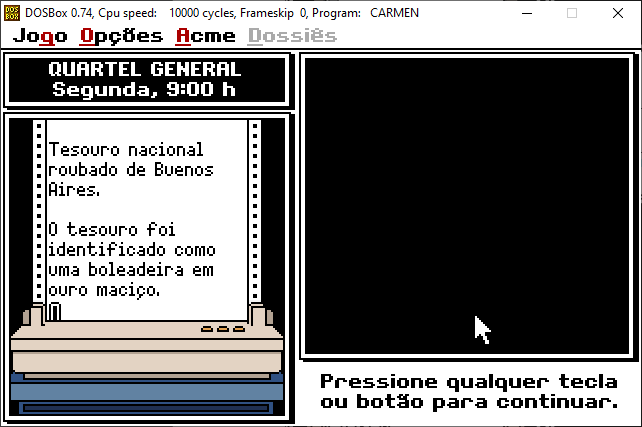 DOSBox 0.74, Cpu speed: 10000 cycles, Frameskip 0, Program: CARMEN
Jogo Opções Acme Dossiês
QUARTEL GENERAL
Segunda, 9:00 h
Tesouro nacional
roubado de Buenos
Aires.
O tesouro foi
identificado como
uma boleadeira em
ouro maciço.
Pressione qualquer tecla
ou botão para continuar.